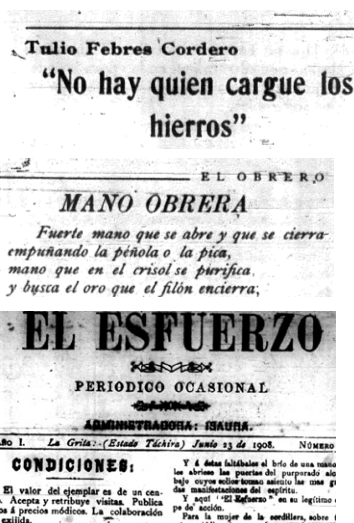 Tulio Febres Cordero
"No hay quien cargue los
hierros"
EL OBRERO
MANO OBRERA
Fuerte mano que se abre y que se cierra
empuñando la péñola o la pica,
mano que en el crisol se purifica
y busca el oro que el filón encierra;
EL ESFUERZO
PERIODICO OCASIONAL
ADMINISTRADORA: ISAURA.
AÑO I. La Grita: (Estado Táchira) Junio 23 de 1908. NÚMERO
CONDICIONES:
El valor del ejemplar es de un cen-
. Acepta y retribuye visitas. Publica
os á precios módicos. La colaboración
exijida.
Y á éstas faltábales el brío de una mano
les abriese las puertas del purpurado
bajo cuyos solios toman asiento las mas
das manifestaciones del espíritu.
Y aquí "El Esfuerzo" en su legítimo
pe de acción.
Para la mujer de la cordillera, sobre